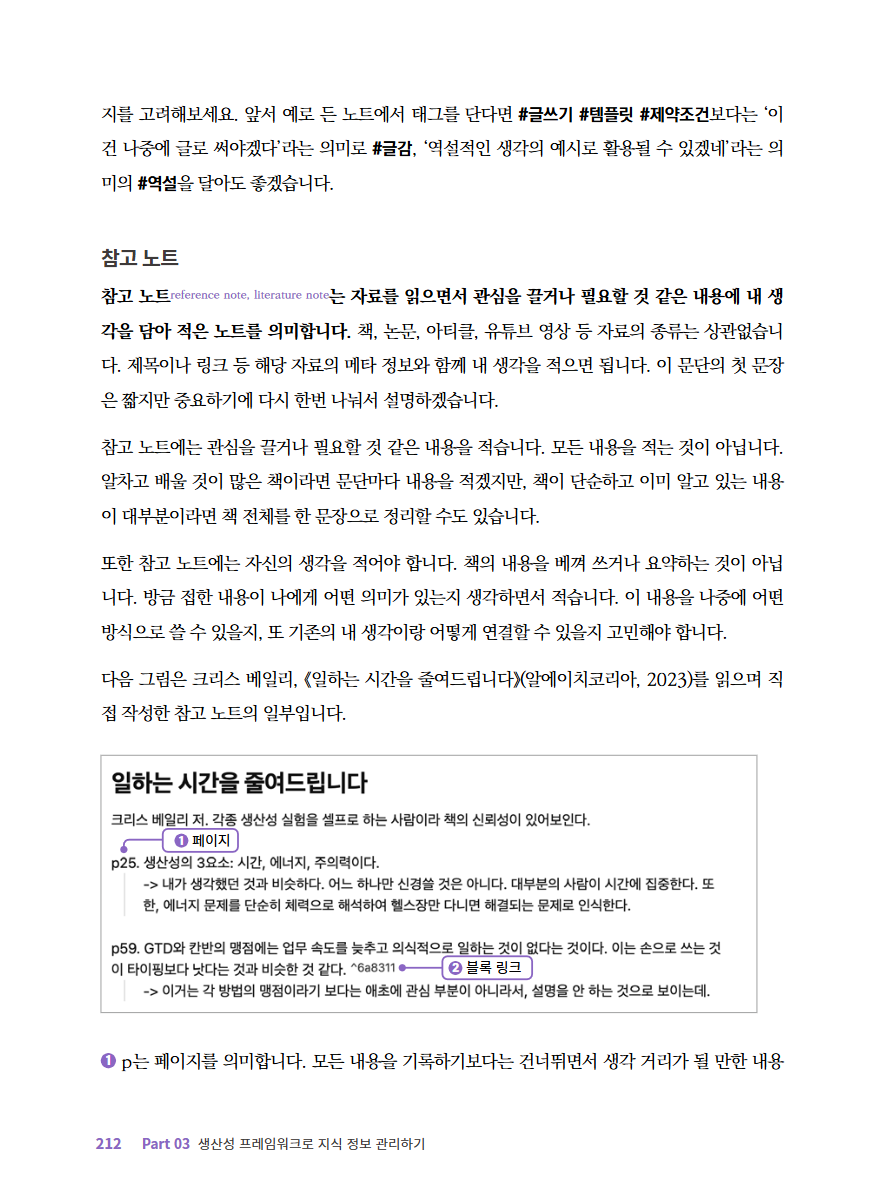 지를 고려해보세요. 앞서 예로 든 노트에서 태그를 단다면 #글쓰기 #템플릿 #제약조건보다는 ‘이
건 나중에 글로 써야겠다’라는 의미로 #글감, ‘역설적인 생각의 예시로 활용될 수 있겠네’라는 의
미의 #역설을 달아도 좋겠습니다.
참고 노트
참고 노트reference note, literature note는 자료를 읽으면서 관심을 끌거나 필요할 것 같은 내용에 내 생
각을 담아 적은 노트를 의미합니다. 책, 논문, 아티클, 유튜브 영상 등 자료의 종류는 상관없습니
다. 제목이나 링크 등 해당 자료의 메타 정보와 함께 내 생각을 적으면 됩니다. 이 문단의 첫 문장
은 짧지만 중요하기에 다시 한번 나눠서 설명하겠습니다.
참고 노트에는 관심을 끌거나 필요할 것 같은 내용을 적습니다. 모든 내용을 적는 것이 아닙니다.
알차고 배울 것이 많은 책이라면 문단마다 내용을 적겠지만, 책이 단순하고 이미 알고 있는 내용
이 대부분이라면 책 전체를 한 문장으로 정리할 수도 있습니다.
또한 참고 노트에는 자신의 생각을 적어야 합니다. 책의 내용을 베껴 쓰거나 요약하는 것이 아닙
니다. 방금 접한 내용이 나에게 어떤 의미가 있는지 생각하면서 적습니다. 이 내용을 나중에 어떤
방식으로 쓸 수 있을지, 또 기존의 내 생각이랑 어떻게 연결할 수 있을지 고민해야 합니다.
다음 그림은 크리스 베일리, 《일하는 시간을 줄여드립니다》(알에이치코리아, 2023)를 읽으며 직
접 작성한 참고 노트의 일부입니다.
일하는 시간을 줄여드립니다
크리스 베일리 저. 각종 생산성 실험을 셀프로 하는 사람이라 책의 신뢰성이 있어보인다.
❶ 페이지
p25. 생산성의 3요소: 시간, 에너지, 주의력이다.
-> 내가 생각했던 것과 비슷하다. 어느 하나만 신경쓸 것은 아니다. 대부분의 사람이 시간에 집중한다. 또
한, 에너지 문제를 단순히 체력으로 해석하여 헬스장만 다니면 해결되는 문제로 인식한다.
p59. GTD와 칸반의 맹점에는 업무 속도를 늦추고 의식적으로 일하는 것이 없다는 것이다. 이는 손으로 쓰는 것
이 타이핑보다 낫다는 것과 비슷한 것 같다. ^6a8311 ❷ 블록 링크
-> 이거는 각 방법의 맹점이라기 보다는 애초에 관심 부분이 아니라서, 설명을 안 하는 것으로 보이는데.
❶ p는 페이지를 의미합니다. 모든 내용을 기록하기보다는 건너뛰면서 생각 거리가 될 만한 내용
212 Part 03 생산성 프레임워크로 지식 정보 관리하기